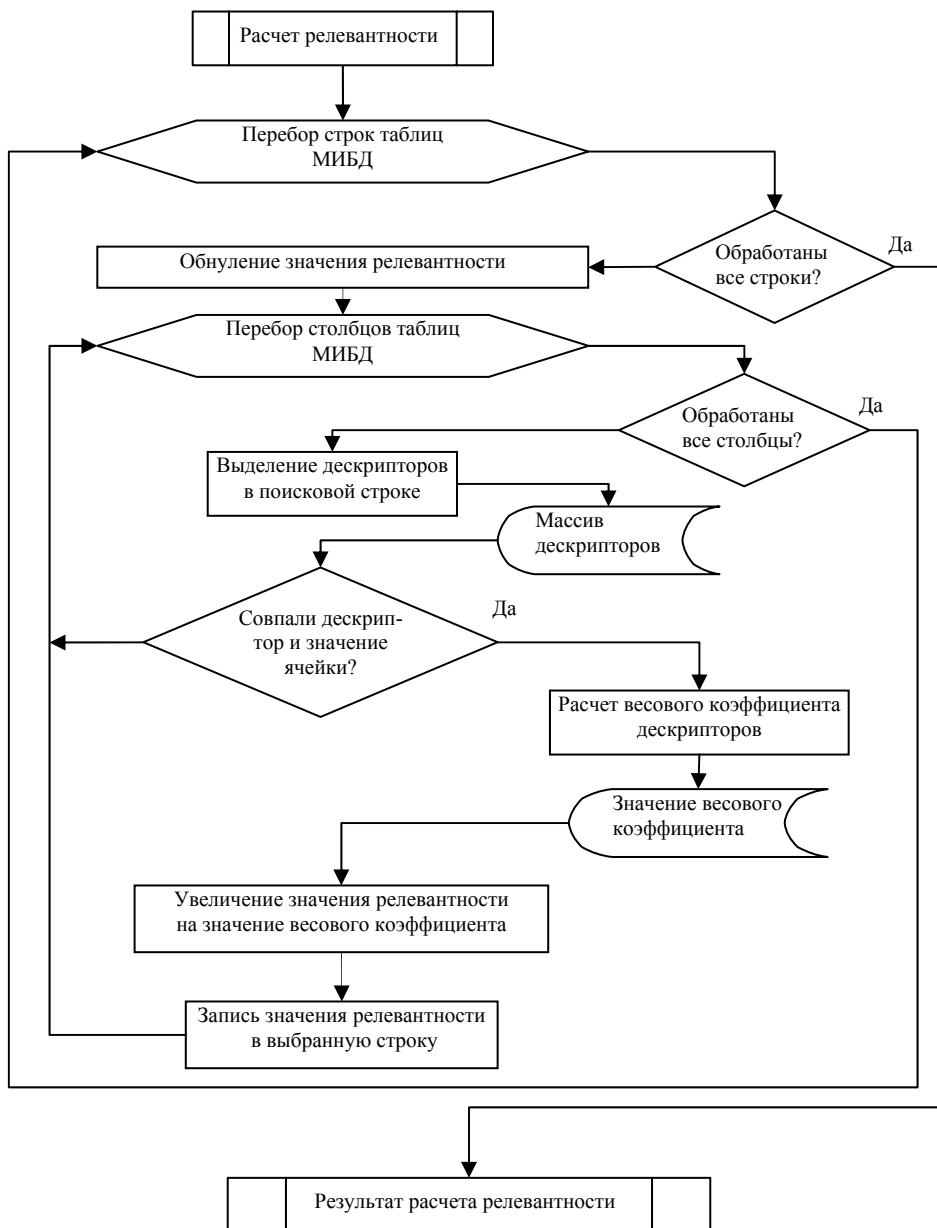 Расчет релевантности
Перебор строк таблиц
МИБД
Обработаны
все строки?
Да
Обнуление значения релевантности
Перебор столбцов таблиц
МИБД
Обработаны
все столбцы?
Да
Выделение дескрипторов
в поисковой строке
Массив
дескрипторов
Совпали дескрип-
тор и значение
ячейки?
Да
Расчет весового коэффициента
дескрипторов
Значение весового
коэффициента
Увеличение значения релевантности
на значение весового коэффициента
Запись значения релевантности
в выбранную строку
Результат расчета релевантности